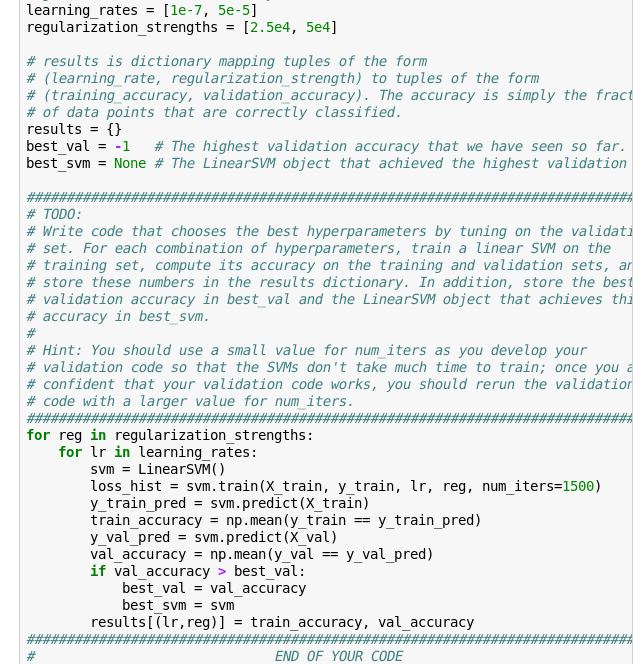 learning_rates = [1e-7, 5e-5]
regularization_strengths = [2.5e4, 5e4]
# results is dictionary mapping tuples of the form
# (learning_rate, regularization_strength) to tuples of the form
# (training_accuracy, validation_accuracy). The accuracy is simply the fract
# of data points that are correctly classified.
results = {}
best_val = -1   # The highest validation accuracy that we have seen so far.
best_svm = None # The LinearSVM object that achieved the highest validation
################################################################################
# TODO:
# Write code that chooses the best hyperparameters by tuning on the validati
# set. For each combination of hyperparameters, train a linear SVM on the
# training set, compute its accuracy on the training and validation sets, an
# store these numbers in the results dictionary. In addition, store the best
# validation accuracy in best_val and the LinearSVM object that achieves thi
# accuracy in best_svm.
#
# Hint: You should use a small value for num_iters as you develop your
# validation code so that the SVMs don't take much time to train; once you a
# confident that your validation code works, you should rerun the validation
# code with a larger value for num_iters.
################################################################################
for reg in regularization_strengths:
    for lr in learning_rates:
        svm = LinearSVM()
        loss_hist = svm.train(X_train, y_train, lr, reg, num_iters=1500)
        y_train_pred = svm.predict(X_train)
        train_accuracy = np.mean(y_train == y_train_pred)
        y_val_pred = svm.predict(X_val)
        val_accuracy = np.mean(y_val == y_val_pred)
        if val_accuracy > best_val:
            best_val = val_accuracy
            best_svm = svm
        results[(lr,reg)] = train_accuracy, val_accuracy
################################################################################
#                              END OF YOUR CODE